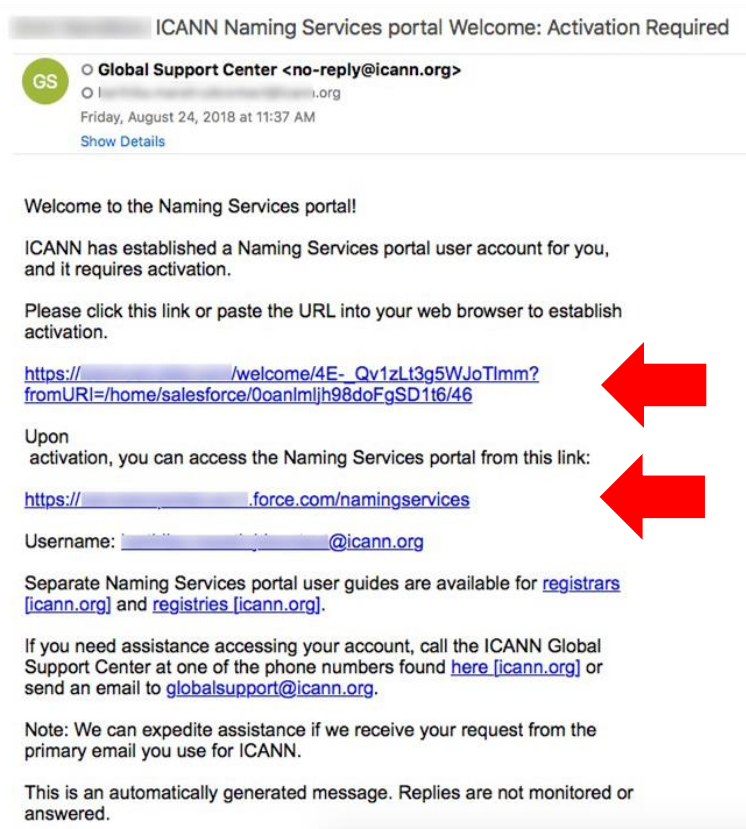 ICANN Naming Services portal Welcome: Activation Required
GS
Global Support Center <no-reply@icann.org>
.org
Friday, August 24, 2018 at 11:37 AM
Show Details
Welcome to the Naming Services portal!
ICANN has established a Naming Services portal user account for you,
and it requires activation.
Please click this link or paste the URL into your web browser to establish
activation.
https:// /welcome/4E-_Qv1zLt3g5WJoTlmm?
fromURI=/home/salesforce/0oanlmljh98doFgSD1t6/46
Upon
activation, you can access the Naming Services portal from this link:
https:// .force.com/namingservices
Username: @icann.org
Separate Naming Services portal user guides are available for registrars
[icann.org] and registries [icann.org].
If you need assistance accessing your account, call the ICANN Global
Support Center at one of the phone numbers found here [icann.org] or
send an email to globalsupport@icann.org.
Note: We can expedite assistance if we receive your request from the
primary email you use for ICANN.
This is an automatically generated message. Replies are not monitored or
answered.